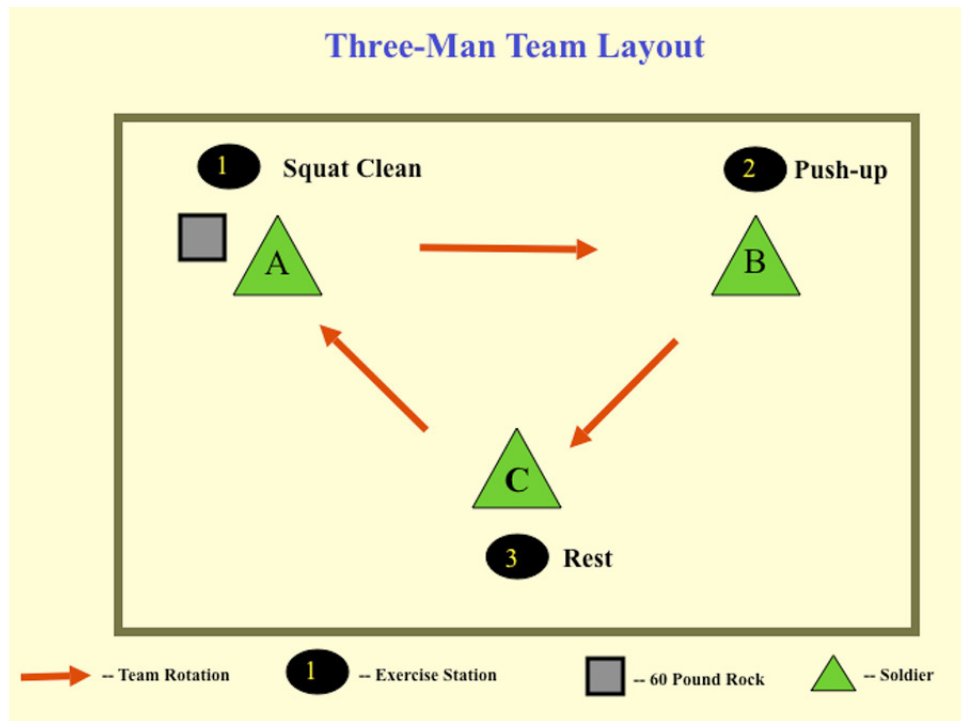 Three-Man Team Layout
1 Squat Clean
2 Push-up
A
B
C
3 Rest
-- Team Rotation
1 -- Exercise Station
-- 60 Pound Rock
-- Soldier